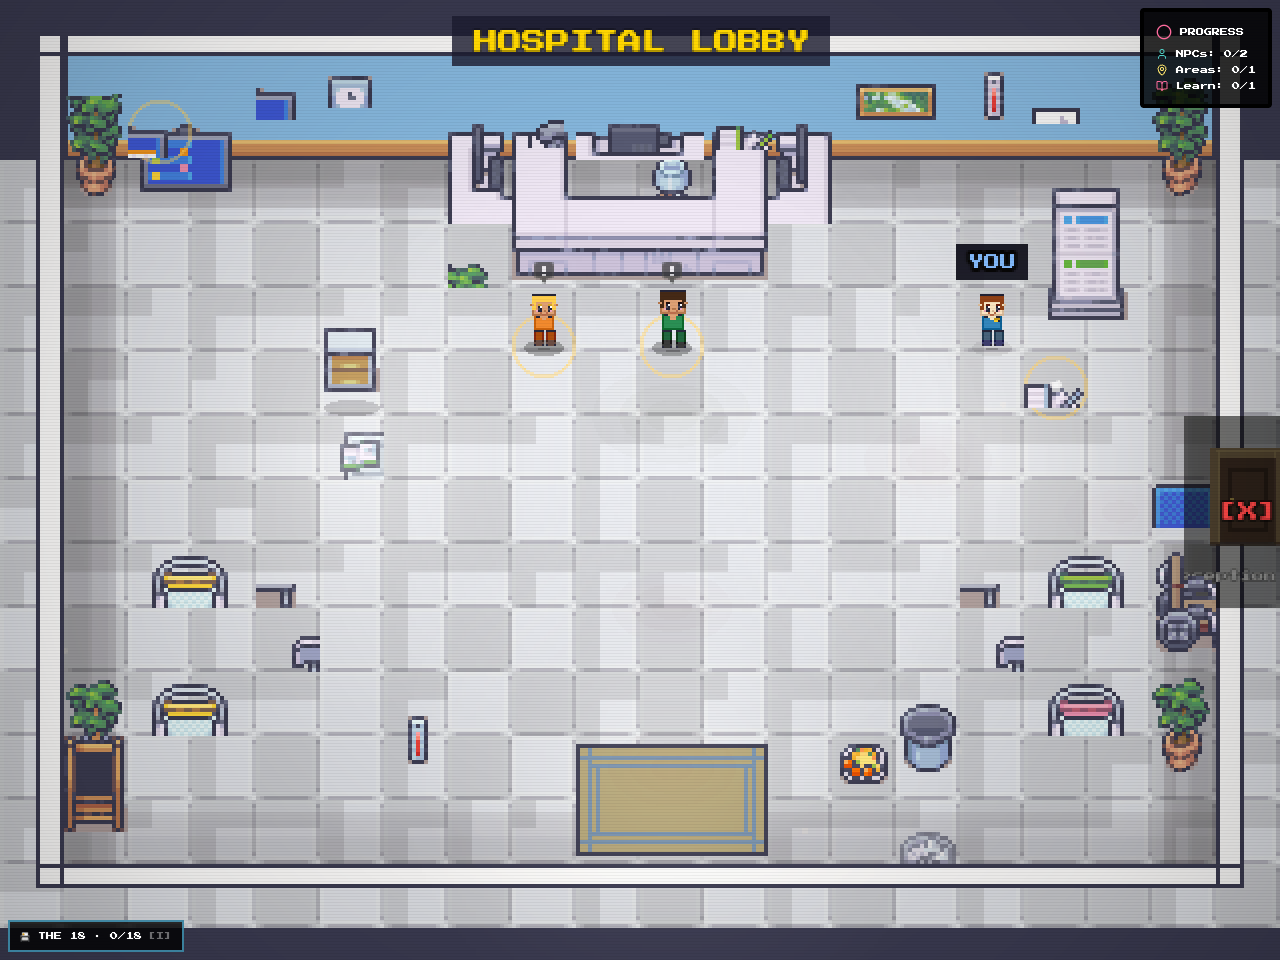 HOSPITAL LOBBY
PROGRESS
NPCs: 0/2
Areas: 0/1
Learn: 0/1
YOU
[X]
THE 18 · 0/18 [I]